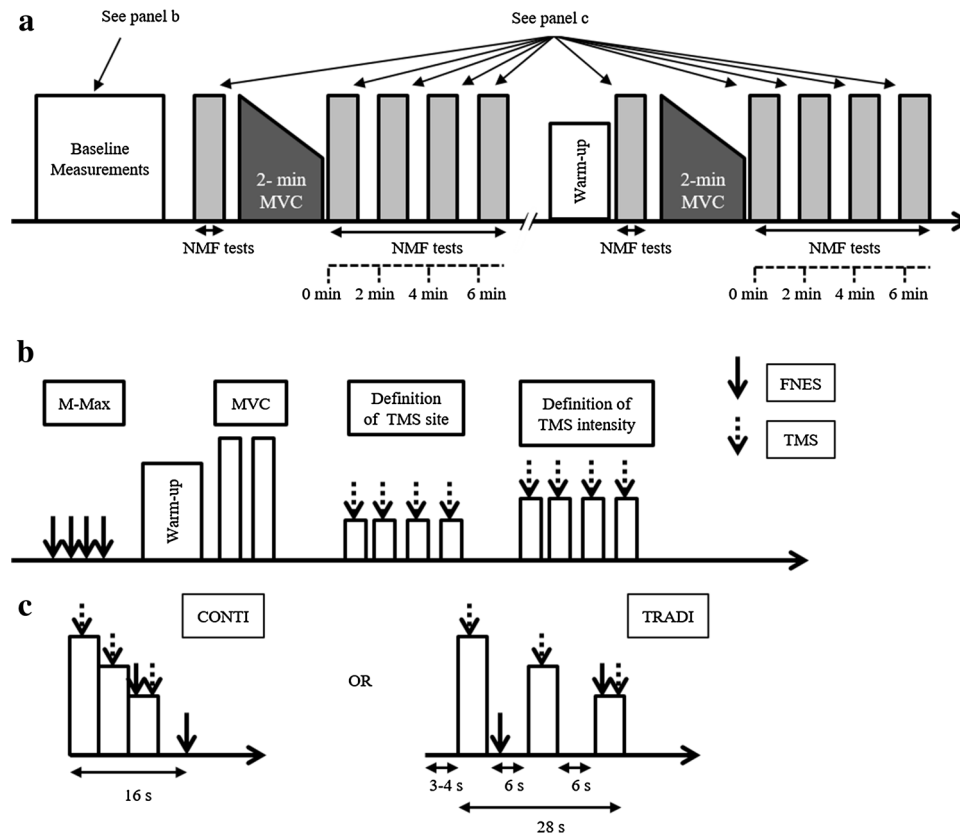 a
See panel b
See panel c
Baseline
Measurements
2- min
MVC
Warm-up
2-min
MVC
NMF tests
NMF tests
NMF tests
NMF tests
0 min 2 min 4 min 6 min
0 min 2 min 4 min 6 min
b
M-Max
MVC
Definition
of TMS site
Definition of
TMS intensity
FNES
TMS
Warm-up
c
CONTI
TRADI
OR
16 s
3-4 s
6 s
6 s
28 s